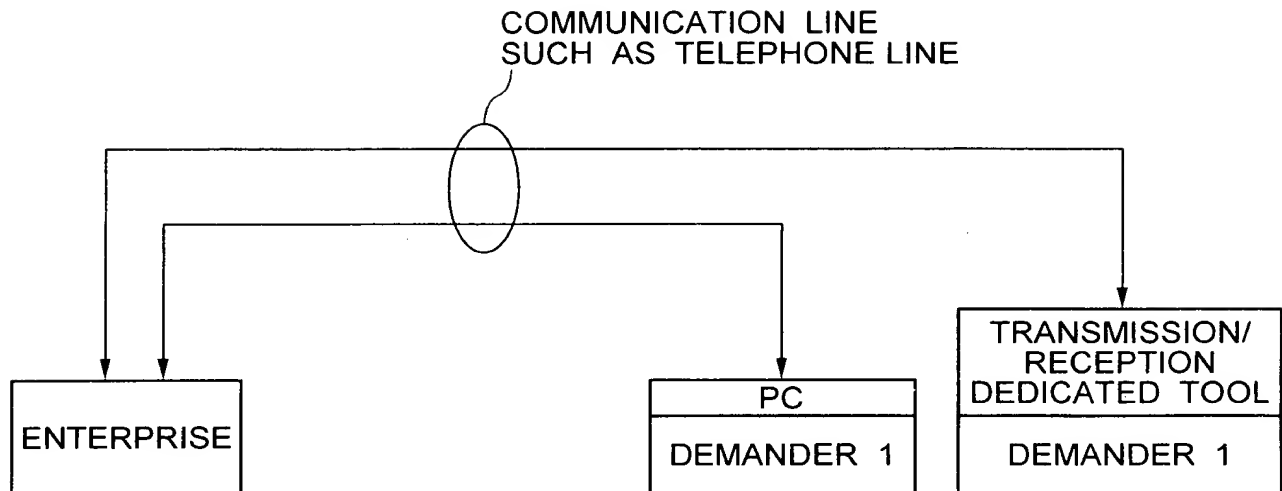 COMMUNICATION LINE
SUCH AS TELEPHONE LINE
ENTERPRISE
PC
DEMANDER 1
TRANSMISSION/
RECEPTION
DEDICATED TOOL
DEMANDER 1